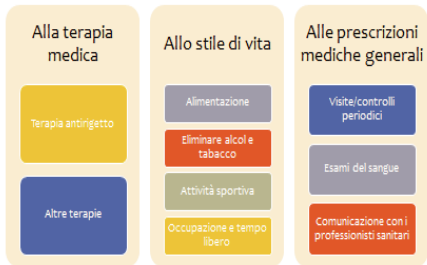 Alla terapia
medica
Terapia antirigetto
Altre terapie
Allo stile di vita
Alimentazione
Eliminare alcol e
tabacco
Attività sportiva
Occupazione e tempo
libero
Alle prescrizioni
mediche generali
Visite/controlli
periodici
Esami del sangue
Comunicazione con i
professionisti sanitari